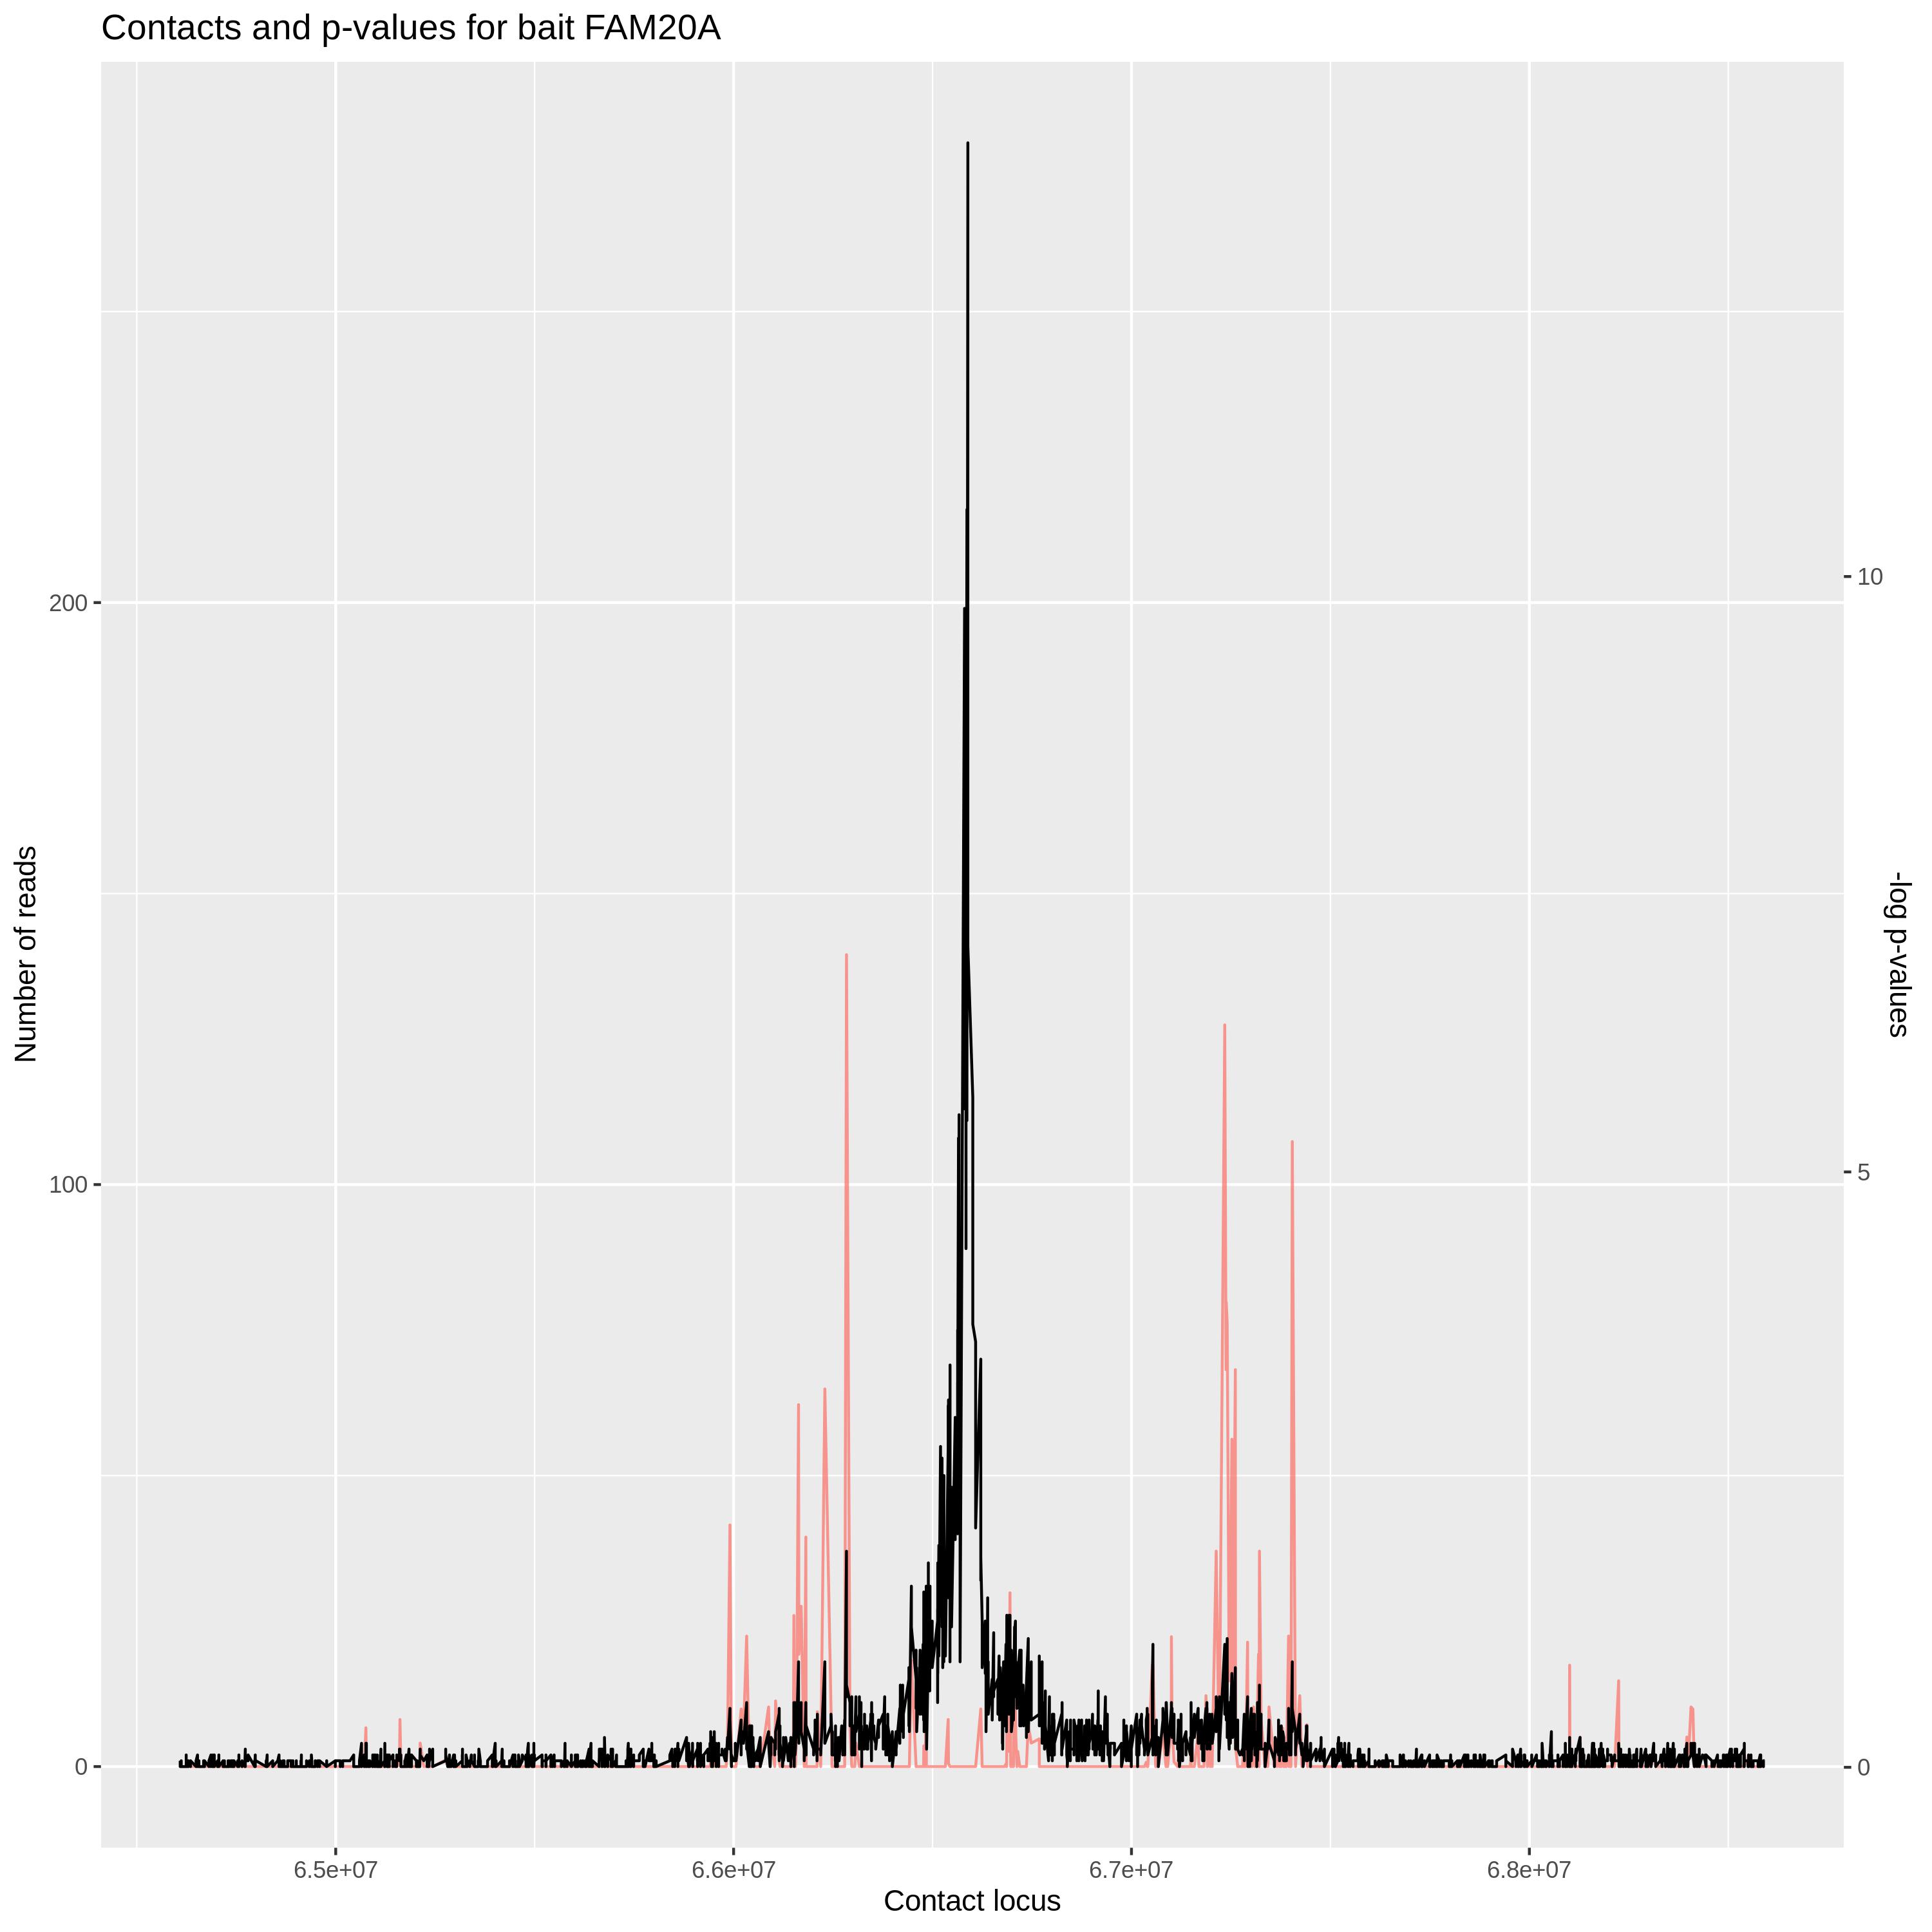 Contacts and p-values for bait FAM20A
Number of reads
200
100
0
10
5
0
-log p-values
6.5e+07
6.6e+07
6.7e+07
6.8e+07
Contact locus